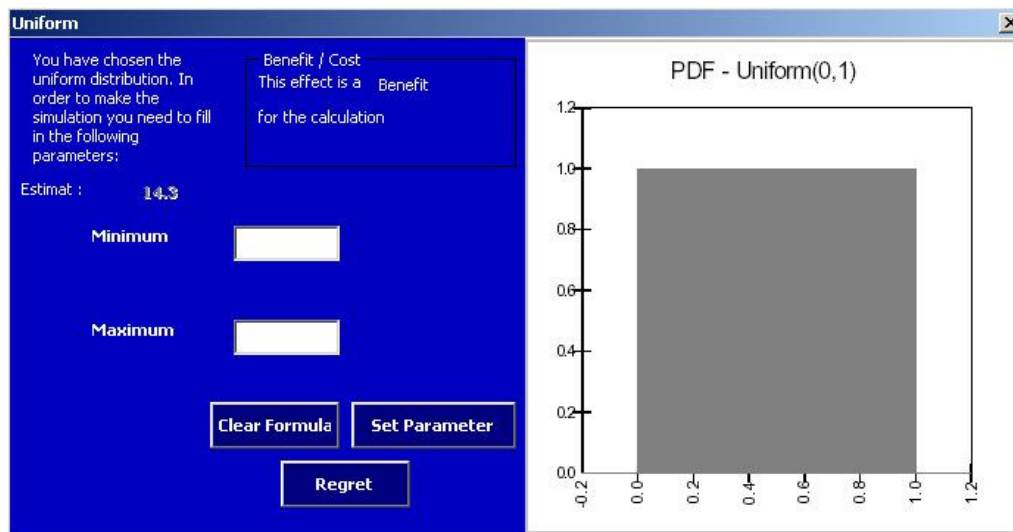 Uniform
You have chosen the
uniform distribution. In
order to make the
simulation you need to fill
in the following
parameters:
Benefit / Cost
This effect is a Benefit
for the calculation
Estimat : 14.3
Minimum
Maximum
Clear Formula Set Parameter
Regret
PDF - Uniform(0,1)
1.2
1.0
0.8
0.6
0.4
0.2
0.0
-0.2 0.0 0.2 0.4 0.6 0.8 1.0 1.2